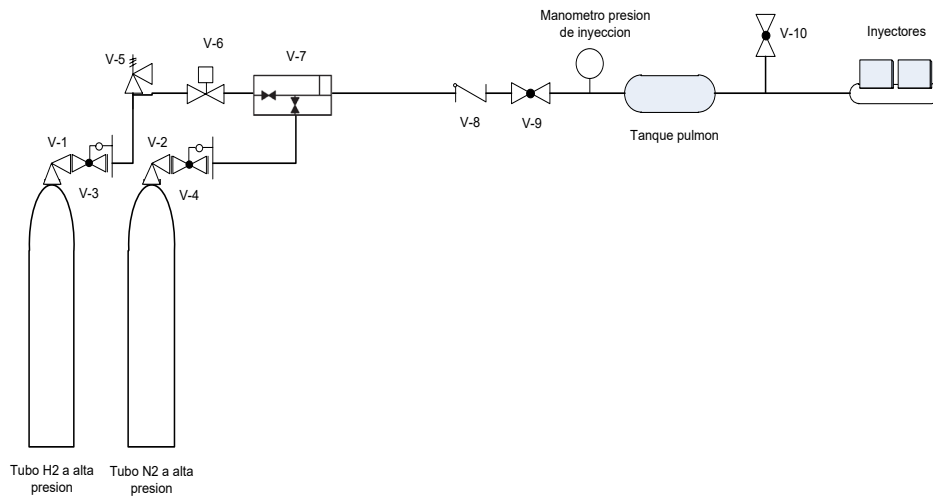 Manometro presion
de inyeccion
V-10
Inyectores
V-6
V-5
V-7
V-8
V-9
Tanque pulmon
V-1
V-2
V-3
V-4
Tubo H2 a alta
presion
Tubo N2 a alta
presion